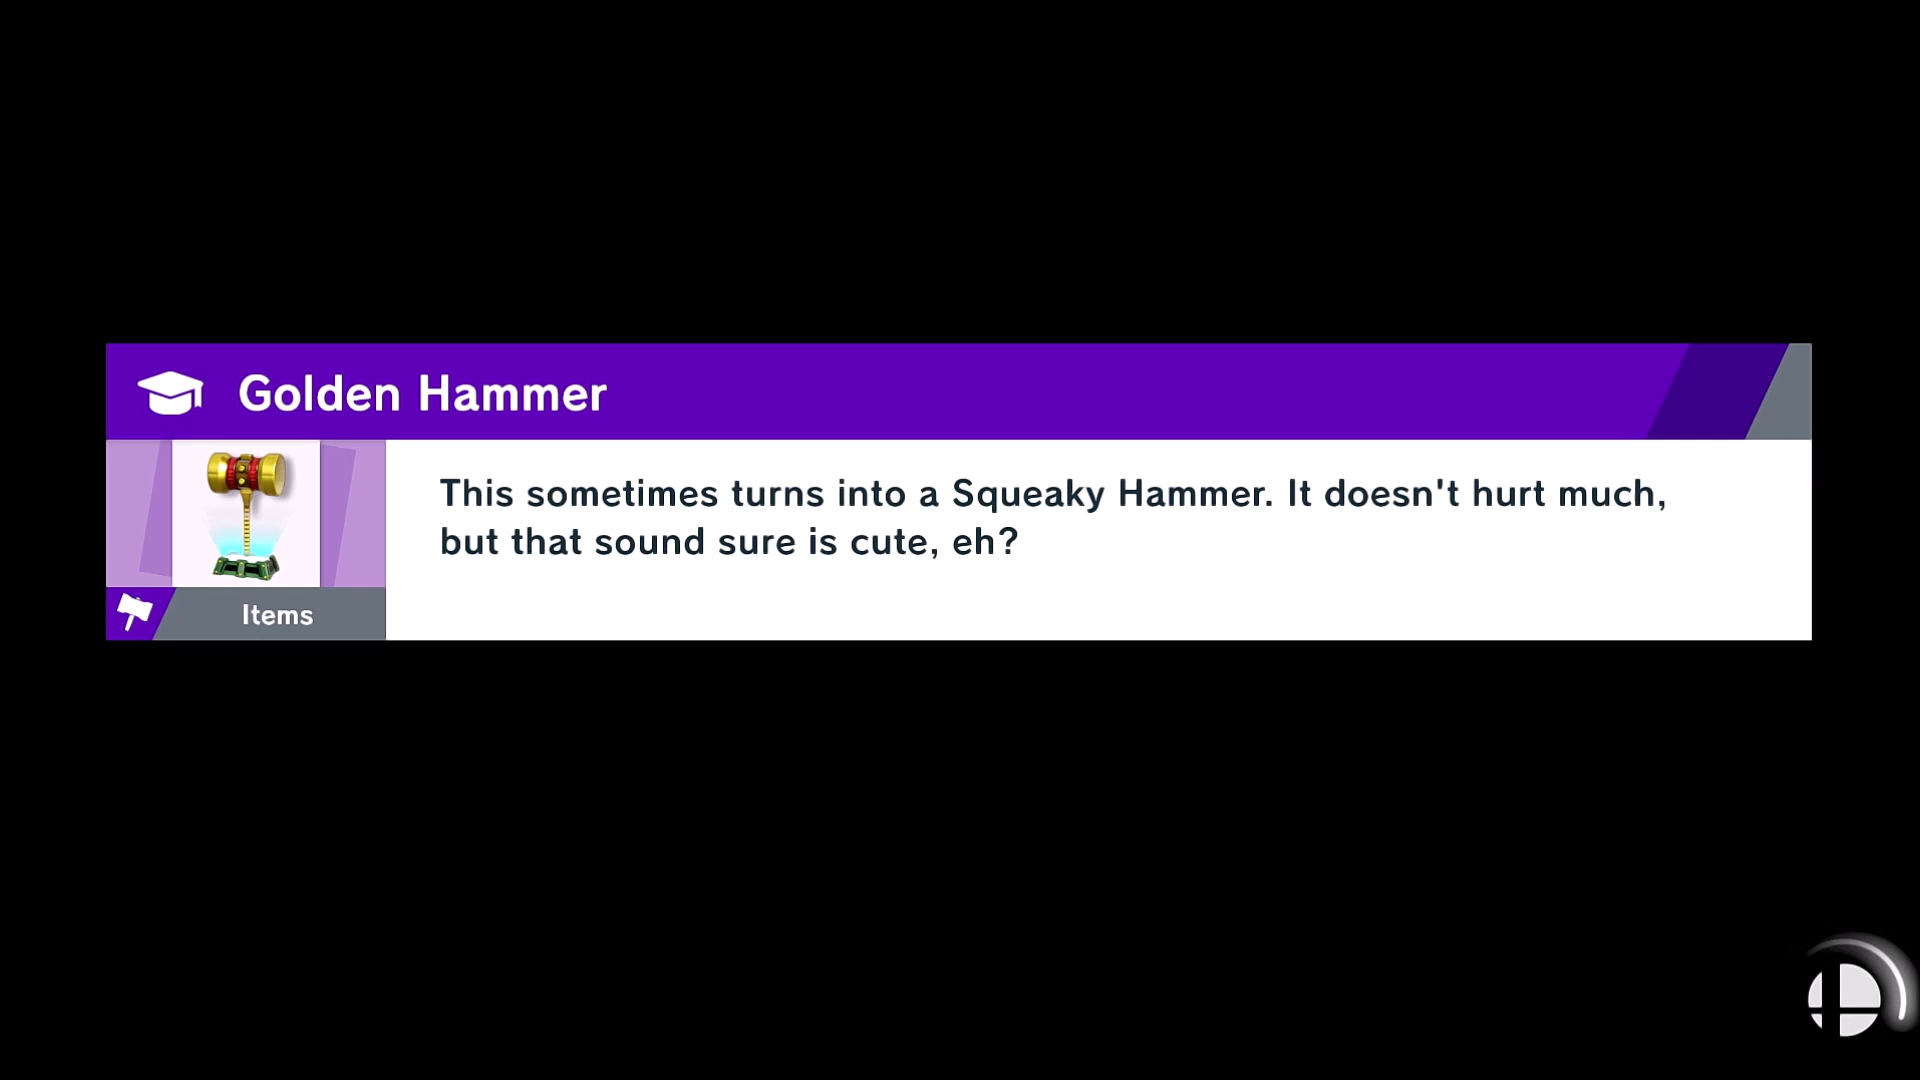 Golden Hammer
This sometimes turns into a Squeaky Hammer. It doesn't hurt much,
but that sound sure is cute, eh?
Items